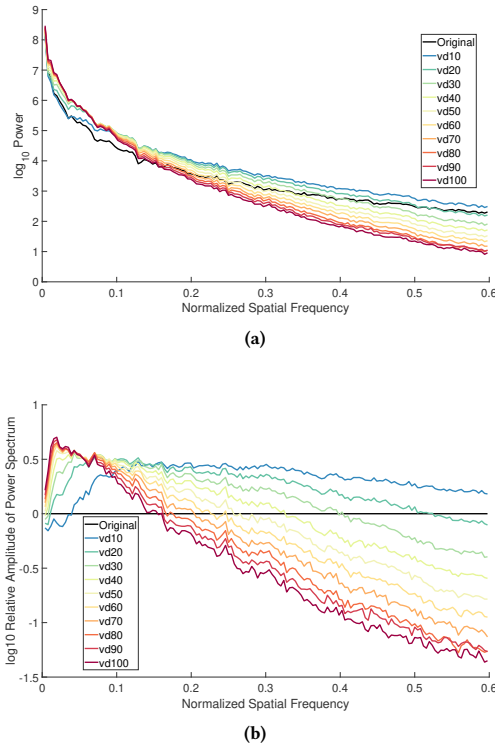 9
8
7
6
5
4
3
2
1
0
log10 Power
0 0.1 0.2 0.3 0.4 0.5 0.6
Normalized Spatial Frequency
Original
vd10
vd20
vd30
vd40
vd50
vd60
vd70
vd80
vd90
vd100
(a)
1
0.5
0
-0.5
-1
-1.5
log10 Relative Amplitude of Power Spectrum
Original
vd10
vd20
vd30
vd40
vd50
vd60
vd70
vd80
vd90
vd100
0 0.1 0.2 0.3 0.4 0.5 0.6
Normalized Spatial Frequency
(b)